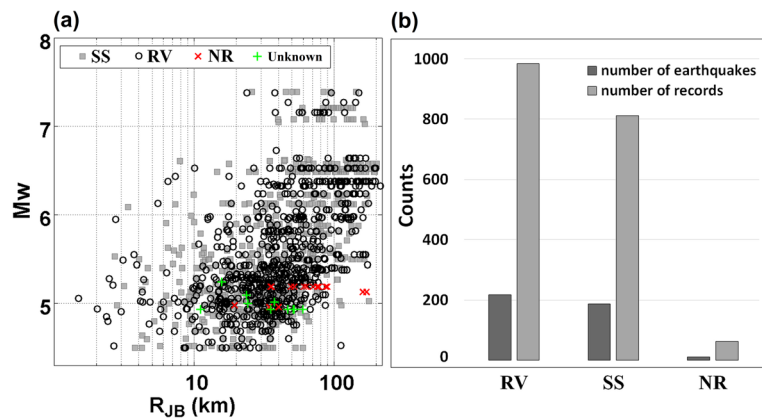 (a)
8
7
6
5
Mw
SS RV NR Unknown
10 100
R_JB (km)
(b)
1000
800
600
400
200
0
Counts
number of earthquakes
number of records
RV SS NR